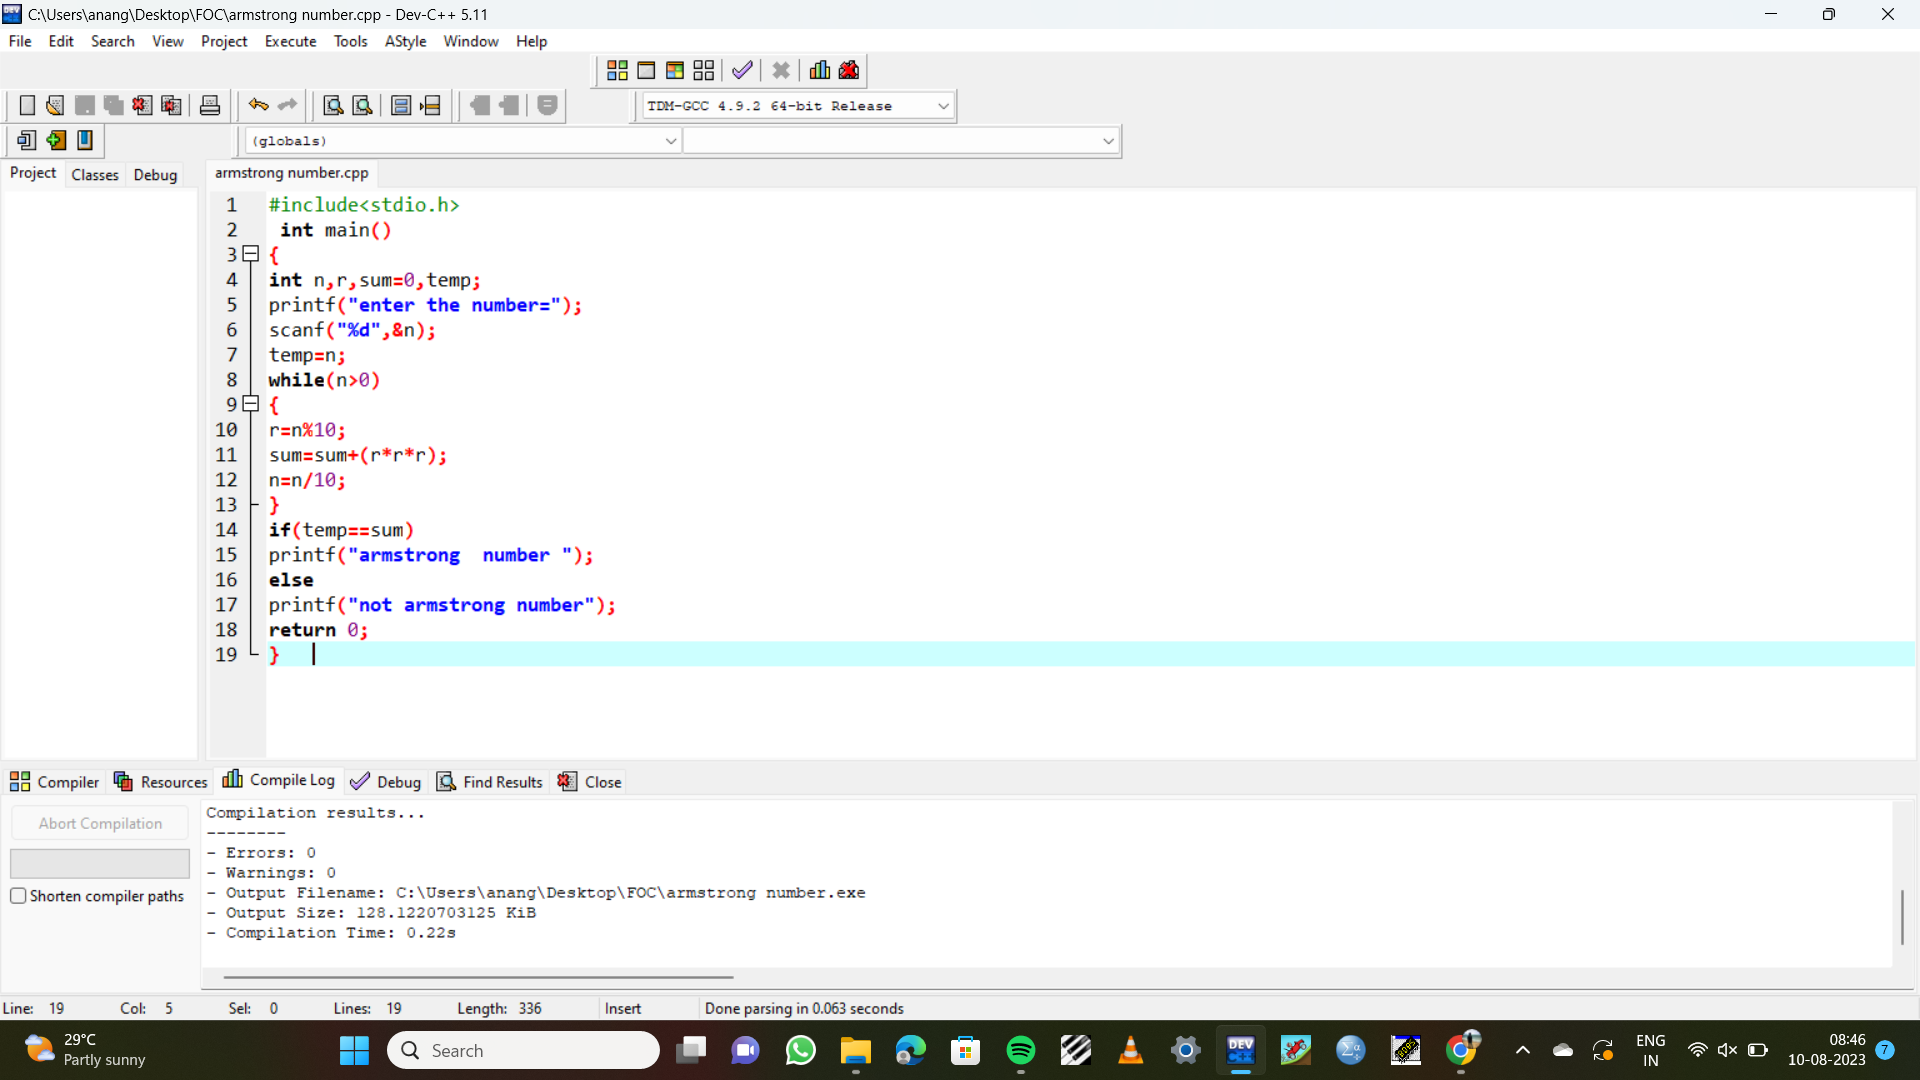 C:\Users\anang\Desktop\FOC\armstrong number.cpp - Dev-C++ 5.11
File Edit Search View Project Execute Tools AStyle Window Help
TDM-GCC 4.9.2 64-bit Release
(globals)
Project Classes Debug
armstrong number.cpp
1 #include<stdio.h>
2 int main()
3 {
4 int n,r,sum=0,temp;
5 printf("enter the number=");
6 scanf("%d",&n);
7 temp=n;
8 while(n>0)
9 {
10 r=n%10;
11 sum=sum+(r*r*r);
12 n=n/10;
13 }
14 if(temp==sum)
15 printf("armstrong  number ");
16 else
17 printf("not armstrong number");
18 return 0;
19 }
Compiler Resources Compile Log Debug Find Results Close
Abort Compilation
Shorten compiler paths
Compilation results...
--------
- Errors: 0
- Warnings: 0
- Output Filename: C:\Users\anang\Desktop\FOC\armstrong number.exe
- Output Size: 128.1220703125 KiB
- Compilation Time: 0.22s
Line: 19 Col: 5 Sel: 0 Lines: 19 Length: 336 Insert Done parsing in 0.063 seconds
29°C
Partly sunny
Search
DEV
ENG
IN
08:46
10-08-2023
7